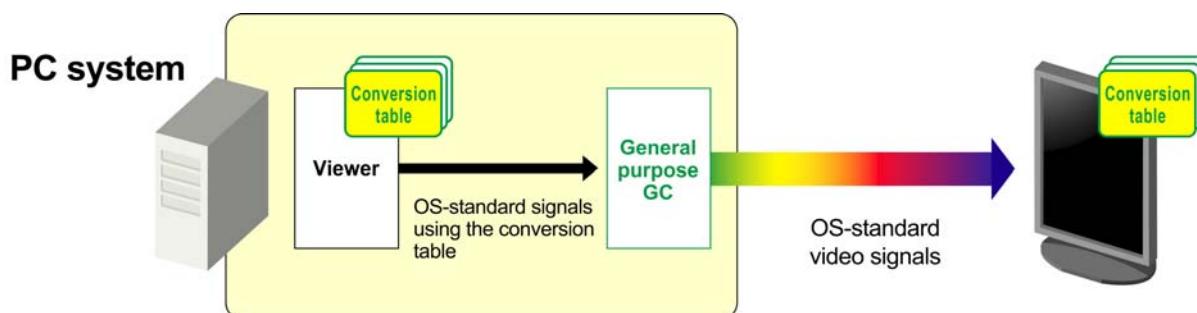 PC system
Conversion
table
Viewer
OS-standard signals
using the conversion
table
General
purpose
GC
OS-standard
video signals
Conversion
table